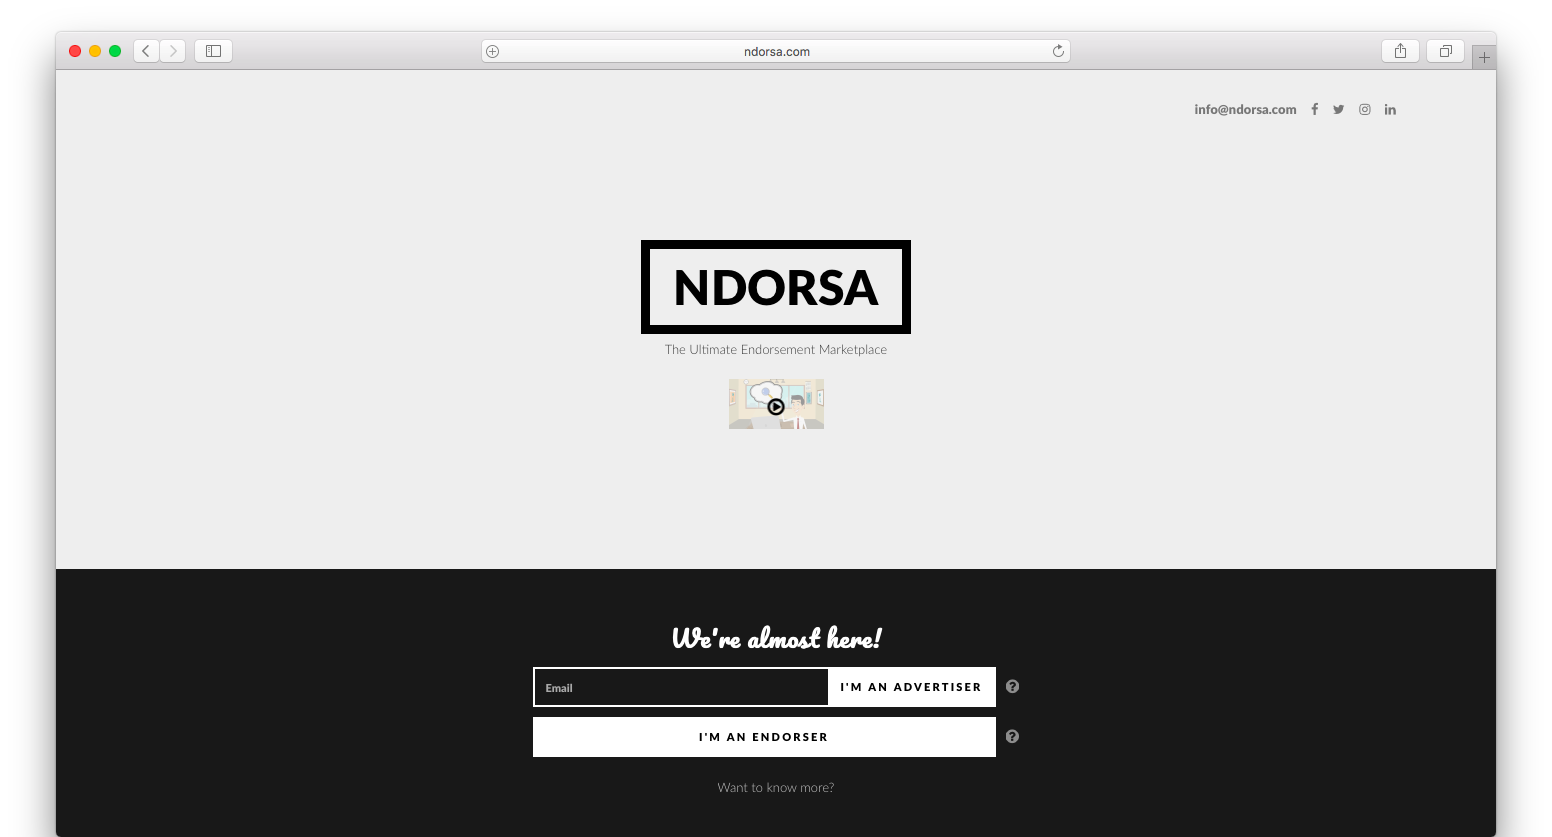 ndorsa.com
info@ndorsa.com
NDORSA
The Ultimate Endorsement Marketplace
We're almost here!
Email
I'M AN ADVERTISER
I'M AN ENDORSER
Want to know more?